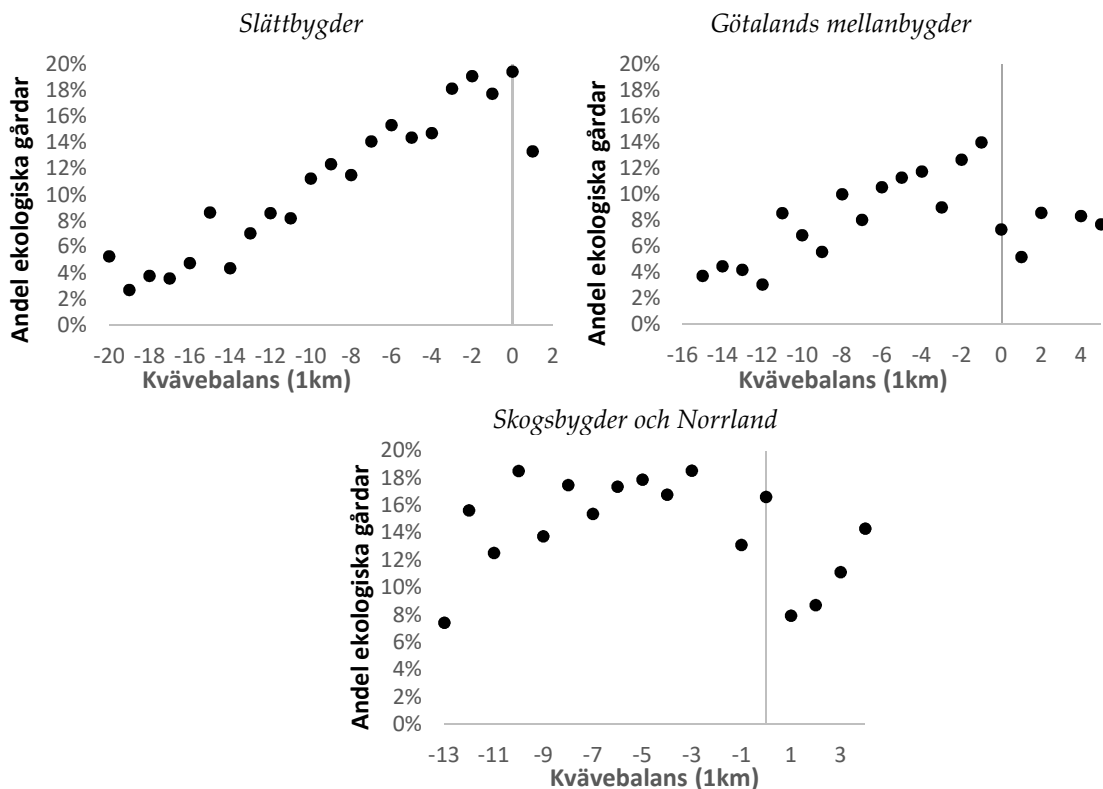 Slättbygder
Andel ekologiska gårdar
20%
18%
16%
14%
12%
10%
8%
6%
4%
2%
0%
-20 -18 -16 -14 -12 -10 -8 -6 -4 -2 0 2
Kvävebalans (1km)
Götalands mellanbygder
Andel ekologiska gårdar
20%
18%
16%
14%
12%
10%
8%
6%
4%
2%
0%
-16 -14 -12 -10 -8 -6 -4 -2 0 2 4
Kvävebalans (1km)
Skogsbygder och Norrland
Andel ekologiska gårdar
20%
18%
16%
14%
12%
10%
8%
6%
4%
2%
0%
-13 -11 -9 -7 -5 -3 -1 1 3
Kvävebalans (1km)